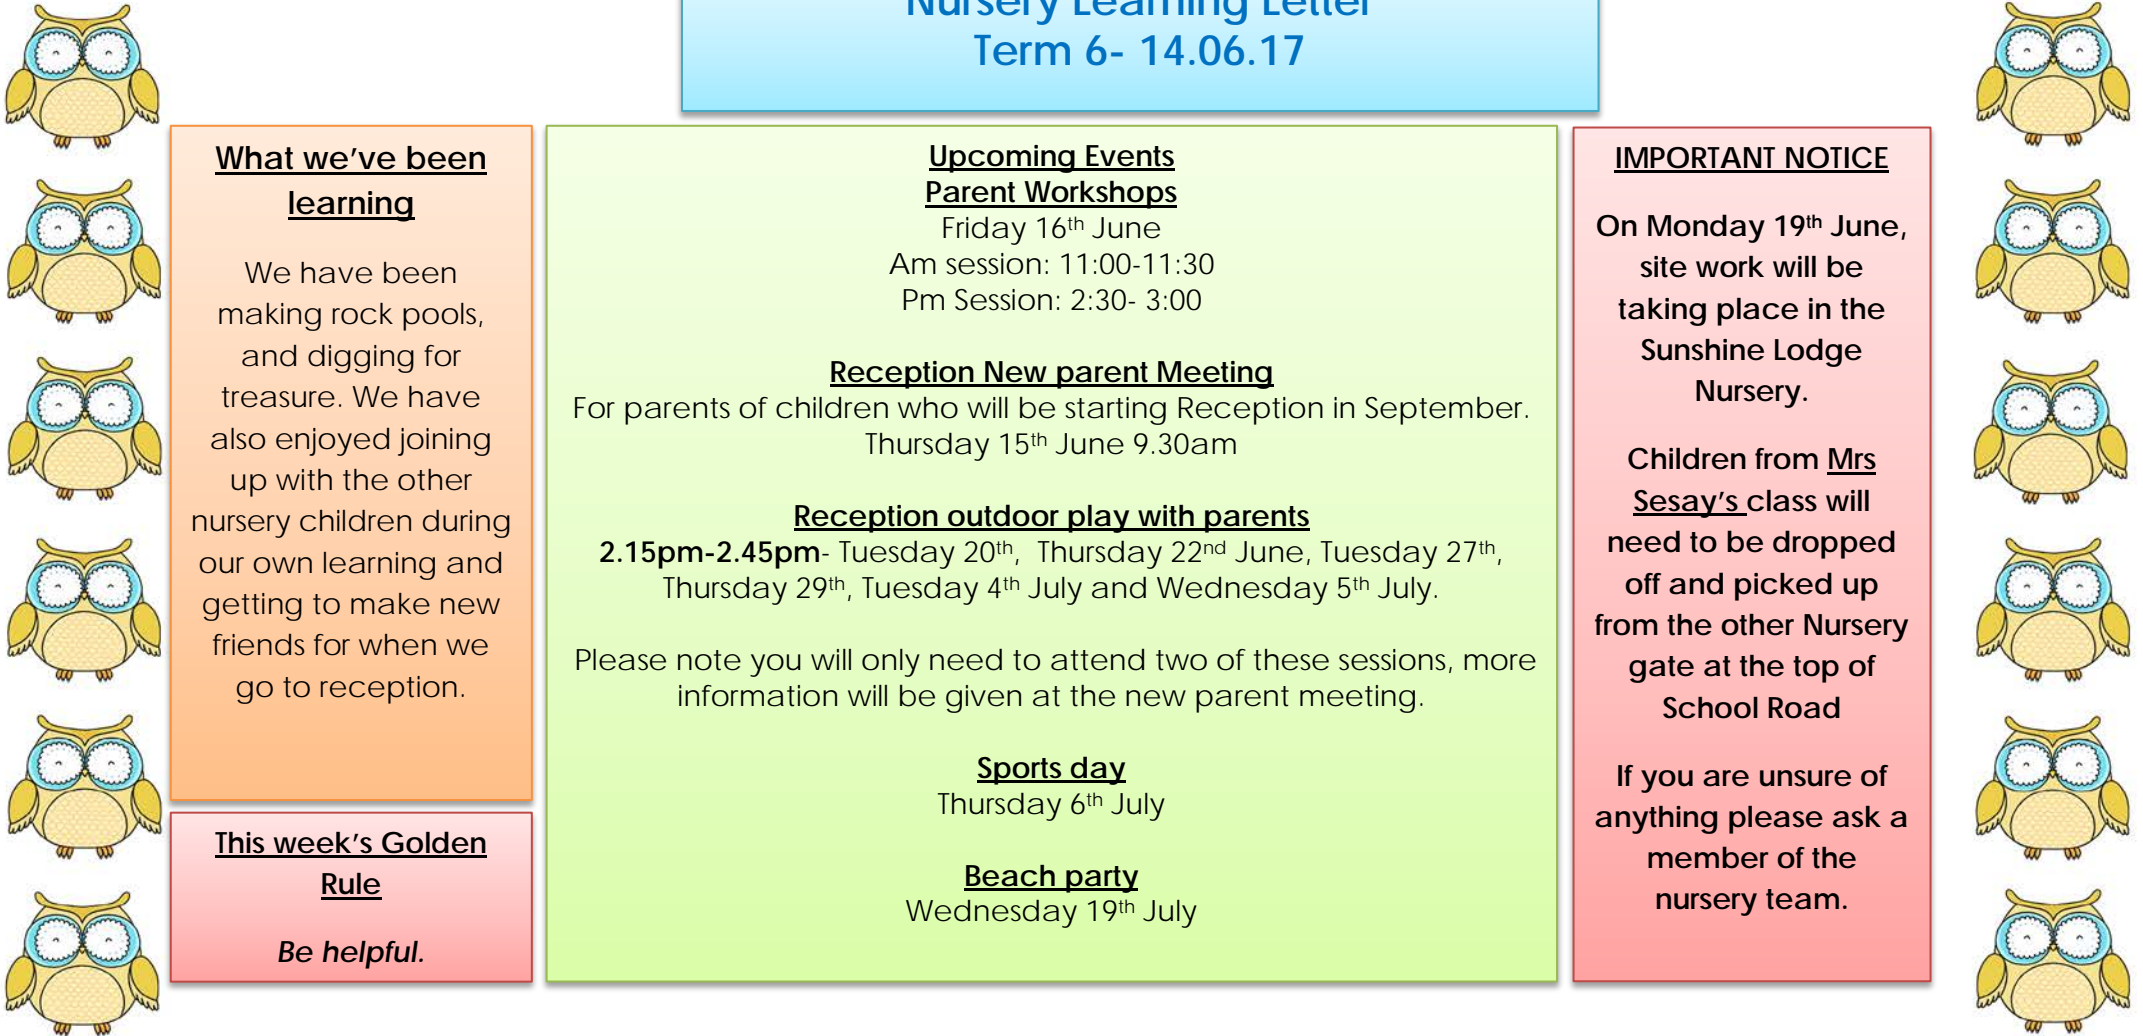 Nursery Learning Letter
Term 6- 14.06.17
What we've been
learning
We have been
making rock pools,
and digging for
treasure. We have
also enjoyed joining
up with the other
nursery children during
our own learning and
getting to make new
friends for when we
go to reception.
This week's Golden
Rule
Be helpful.
Upcoming Events
Parent Workshops
Friday 16th June
Am session: 11:00-11:30
Pm Session: 2:30- 3:00
Reception New parent Meeting
For parents of children who will be starting Reception in September.
Thursday 15th June 9.30am
Reception outdoor play with parents
2.15pm-2.45pm- Tuesday 20th, Thursday 22nd June, Tuesday 27th,
Thursday 29th, Tuesday 4th July and Wednesday 5th July.
Please note you will only need to attend two of these sessions, more
information will be given at the new parent meeting.
Sports day
Thursday 6th July
Beach party
Wednesday 19th July
IMPORTANT NOTICE
On Monday 19th June,
site work will be
taking place in the
Sunshine Lodge
Nursery.
Children from Mrs
Sesay's class will
need to be dropped
off and picked up
from the other Nursery
gate at the top of
School Road
If you are unsure of
anything please ask a
member of the
nursery team.